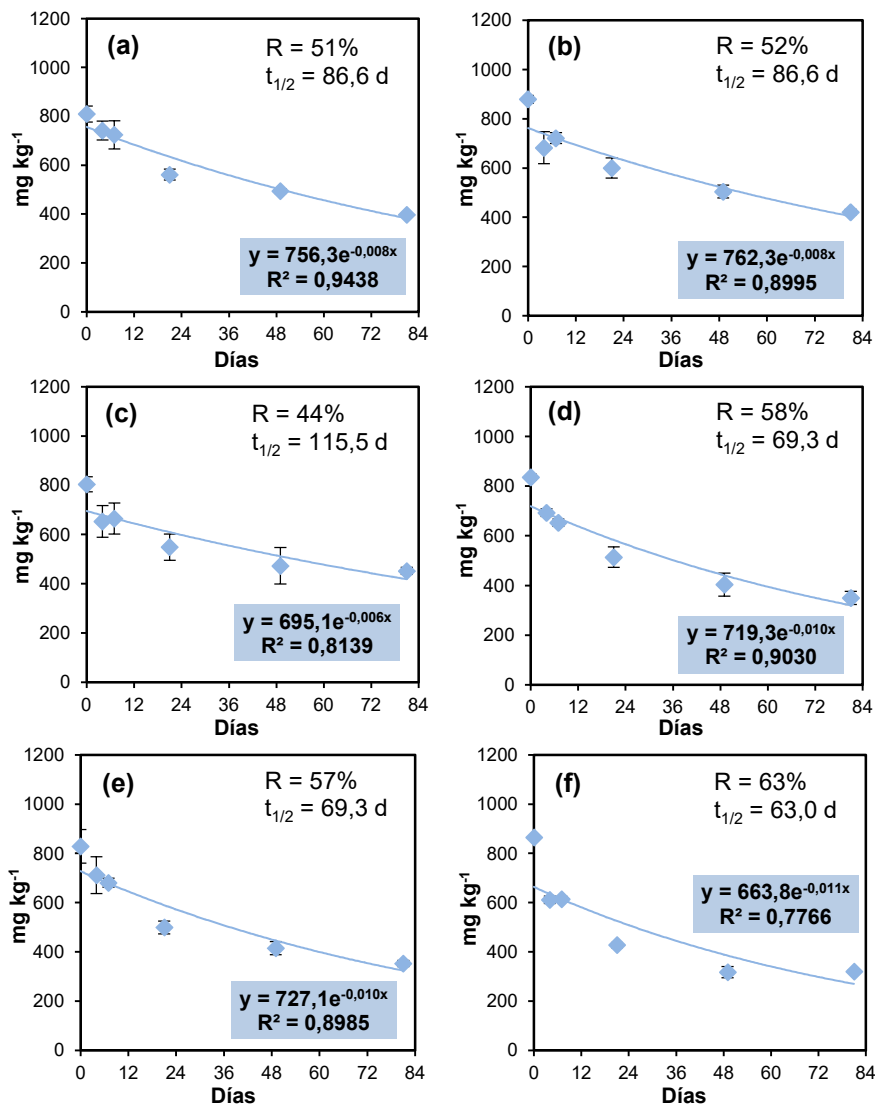 (a)
R = 51%
t1/2 = 86,6 d
mg kg-1
1200
1000
800
600
400
200
0
y = 756,3e-0,008x
R² = 0,9438
0 12 24 36 48 60 72 84
Días
(b)
R = 52%
t1/2 = 86,6 d
mg kg-1
1200
1000
800
600
400
200
0
y = 762,3e-0,008x
R² = 0,8995
0 12 24 36 48 60 72 84
Días
(c)
R = 44%
t1/2 = 115,5 d
mg kg-1
1200
1000
800
600
400
200
0
y = 695,1e-0,006x
R² = 0,8139
0 12 24 36 48 60 72 84
Días
(d)
R = 58%
t1/2 = 69,3 d
mg kg-1
1200
1000
800
600
400
200
0
y = 719,3e-0,010x
R² = 0,9030
0 12 24 36 48 60 72 84
Días
(e)
R = 57%
t1/2 = 69,3 d
mg kg-1
1200
1000
800
600
400
200
0
y = 727,1e-0,010x
R² = 0,8985
0 12 24 36 48 60 72 84
Días
(f)
R = 63%
t1/2 = 63,0 d
mg kg-1
1200
1000
800
600
400
200
0
y = 663,8e-0,011x
R² = 0,7766
0 12 24 36 48 60 72 84
Días